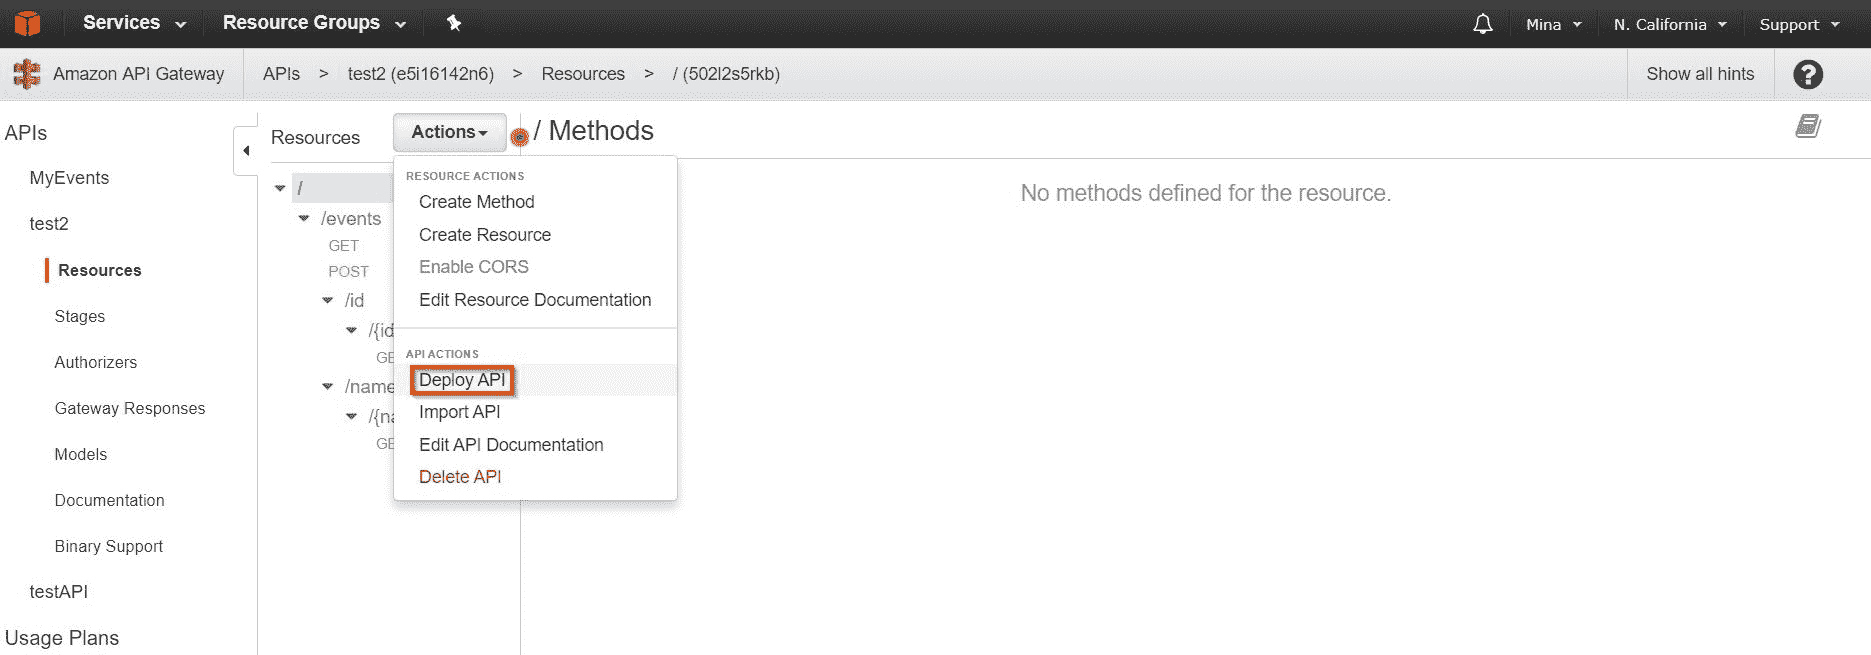 Services Resource Groups Mina N. California Support
Amazon API Gateway APIs > test2 (e5i16142n6) > Resources > / (502l2s5rkb) Show all hints ?
APIs
MyEvents
test2
Resources
Stages
Authorizers
Gateway Responses
Models
Documentation
Binary Support
testAPI
Usage Plans
Resources
Actions
/
/events
GET
POST
/id
/{id
GE
/name
/{na
GE
RESOURCE ACTIONS
Create Method
Create Resource
Enable CORS
Edit Resource Documentation
API ACTIONS
Deploy API
Import API
Edit API Documentation
Delete API
/ Methods
No methods defined for the resource.